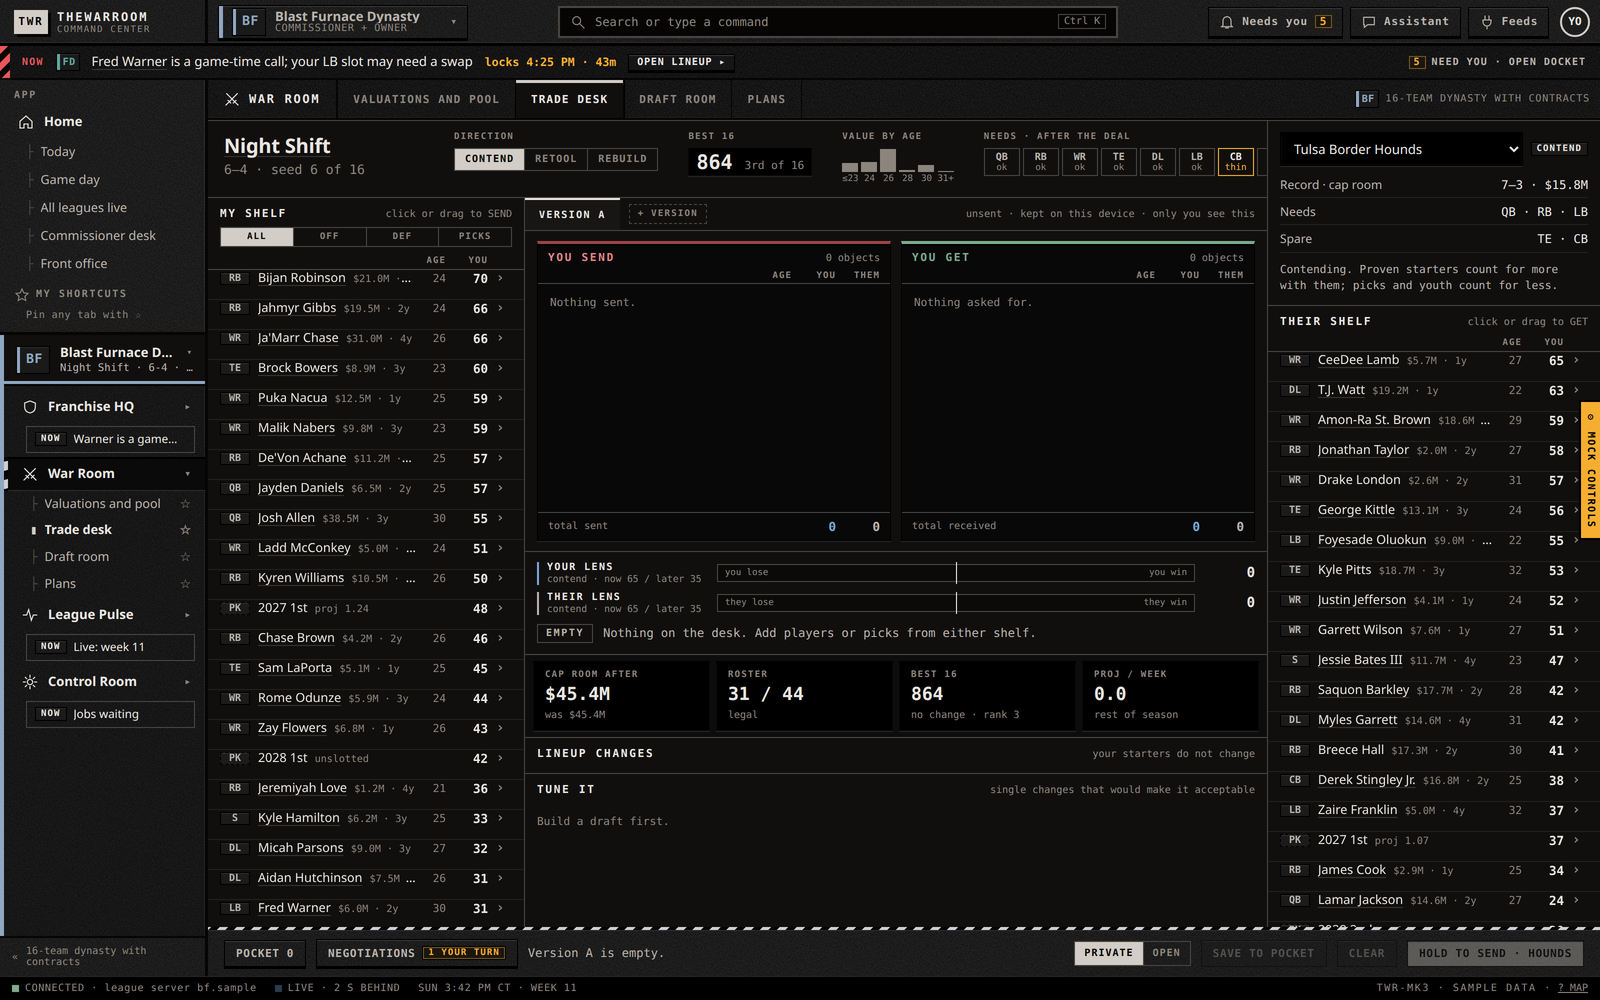 TWR
THEWARROOM
COMMAND CENTER
BF
Blast Furnace Dynasty
COMMISSIONER + OWNER
Search or type a command
Ctrl K
Needs you 5
Assistant
Feeds
YO
NOW FD Fred Warner is a game-time call; your LB slot may need a swap locks 4:25 PM · 43m OPEN LINEUP ▸
5 NEED YOU · OPEN DOCKET
APP
Home
Today
Game day
All leagues live
Commissioner desk
Front office
MY SHORTCUTS
Pin any tab with ☆
BF
Blast Furnace D...
Night Shift · 6-4 · …
Franchise HQ
NOW Warner is a game...
War Room
Valuations and pool
Trade desk
Draft room
Plans
League Pulse
NOW Live: week 11
Control Room
NOW Jobs waiting
« 16-team dynasty with contracts
WAR ROOM
VALUATIONS AND POOL
TRADE DESK
DRAFT ROOM
PLANS
BF 16-TEAM DYNASTY WITH CONTRACTS
Night Shift
6–4 · seed 6 of 16
DIRECTION
CONTEND RETOOL REBUILD
BEST 16
864 3rd of 16
VALUE BY AGE
≤23 24 26 28 30 31+
NEEDS · AFTER THE DEAL
QB ok
RB ok
WR ok
TE ok
DL ok
LB ok
CB thin
MY SHELF click or drag to SEND
ALL OFF DEF PICKS
AGE YOU
RB Bijan Robinson $21.0M ·… 24 70 ›
RB Jahmyr Gibbs $19.5M · 2y 24 66 ›
WR Ja'Marr Chase $31.0M · 4y 26 66 ›
TE Brock Bowers $8.9M · 3y 23 60 ›
WR Puka Nacua $12.5M · 1y 25 59 ›
WR Malik Nabers $9.8M · 3y 23 59 ›
RB De'Von Achane $11.2M ·… 25 57 ›
QB Jayden Daniels $6.5M · 2y 25 57 ›
QB Josh Allen $38.5M · 3y 30 55 ›
WR Ladd McConkey $5.0M · … 24 51 ›
RB Kyren Williams $10.5M · … 26 50 ›
PK 2027 1st proj 1.24 48 ›
RB Chase Brown $4.2M · 2y 26 46 ›
TE Sam LaPorta $5.1M · 1y 25 45 ›
WR Rome Odunze $5.9M · 3y 24 44 ›
WR Zay Flowers $6.8M · 1y 26 43 ›
PK 2028 1st unslotted 42 ›
RB Jeremiyah Love $1.2M · 4y 21 36 ›
S Kyle Hamilton $6.2M · 3y 25 33 ›
DL Micah Parsons $9.0M · 3y 27 32 ›
DL Aidan Hutchinson $7.5M … 26 31 ›
LB Fred Warner $6.0M · 2y 30 31 ›
VERSION A
+ VERSION
unsent · kept on this device · only you see this
YOU SEND 0 objects
AGE YOU THEM
Nothing sent.
total sent 0 0
YOU GET 0 objects
AGE YOU THEM
Nothing asked for.
total received 0 0
YOUR LENS
contend · now 65 / later 35
you lose you win 0
THEIR LENS
contend · now 65 / later 35
they lose they win 0
EMPTY Nothing on the desk. Add players or picks from either shelf.
CAP ROOM AFTER
$45.4M
was $45.4M
ROSTER
31 / 44
legal
BEST 16
864
no change · rank 3
PROJ / WEEK
0.0
rest of season
LINEUP CHANGES your starters do not change
TUNE IT single changes that would make it acceptable
Build a draft first.
Tulsa Border Hounds
CONTEND
Record · cap room 7–3 · $15.8M
Needs QB · RB · LB
Spare TE · CB
Contending. Proven starters count for more
with them; picks and youth count for less.
THEIR SHELF click or drag to GET
AGE YOU
WR CeeDee Lamb $5.7M · 1y 27 65 ›
DL T.J. Watt $19.2M · 1y 22 63 ›
WR Amon-Ra St. Brown $18.6M … 29 59 ›
RB Jonathan Taylor $2.0M · 2y 27 58 ›
WR Drake London $2.6M · 2y 31 57 ›
TE George Kittle $13.1M · 3y 24 56 ›
LB Foyesade Oluokun $9.0M · … 22 55 ›
TE Kyle Pitts $18.7M · 3y 32 53 ›
WR Justin Jefferson $4.1M · 1y 24 52 ›
WR Garrett Wilson $7.6M · 1y 27 51 ›
S Jessie Bates III $11.7M · 4y 23 47 ›
RB Saquon Barkley $17.7M · 2y 28 42 ›
DL Myles Garrett $14.6M · 4y 31 42 ›
RB Breece Hall $17.3M · 2y 30 41 ›
CB Derek Stingley Jr. $16.8M · 2y 25 38 ›
LB Zaire Franklin $5.0M · 4y 32 37 ›
PK 2027 1st proj 1.07 37 ›
RB James Cook $2.9M · 1y 25 34 ›
QB Lamar Jackson $14.6M · 2y 27 24 ›
MOCK CONTROLS
POCKET 0
NEGOTIATIONS 1 YOUR TURN
Version A is empty.
PRIVATE OPEN
SAVE TO POCKET
CLEAR
HOLD TO SEND · HOUNDS
CONNECTED · league server bf.sample
LIVE · 2 S BEHIND
SUN 3:42 PM CT · WEEK 11
TWR-MK3 · SAMPLE DATA · ? MAP